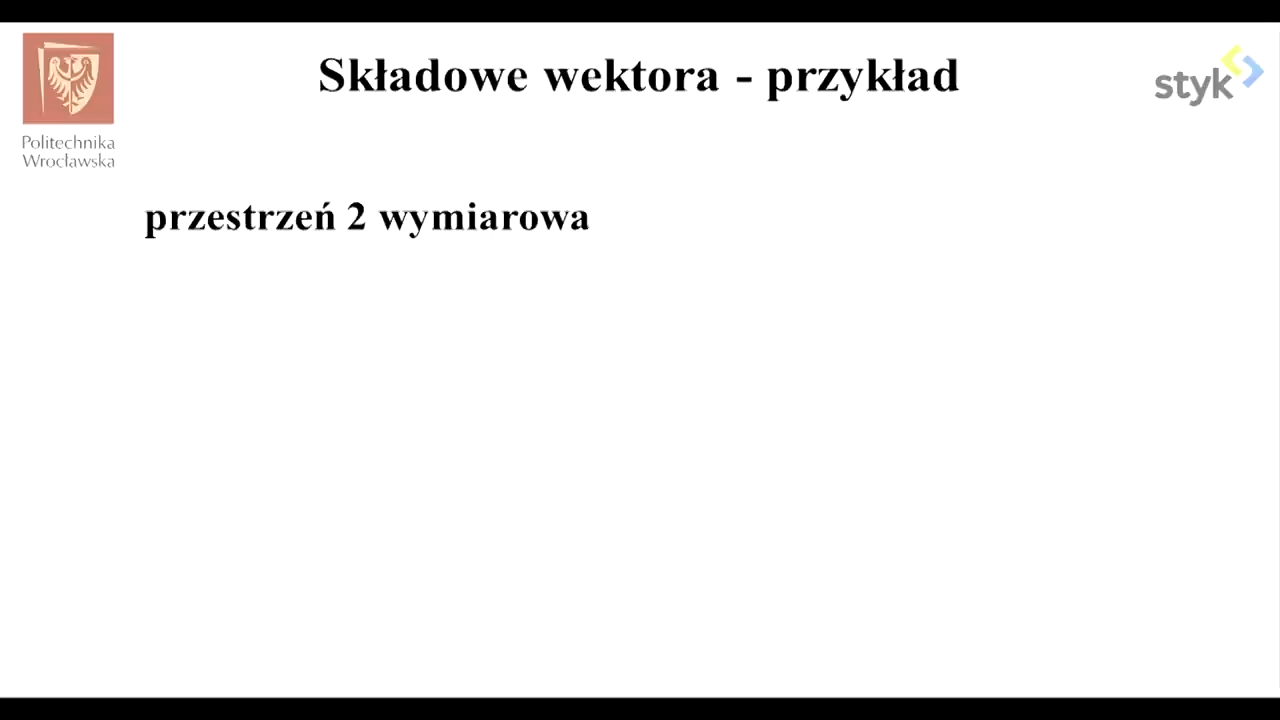 Składowe wektora - przykład
styk
Politechnika
Wrocławska
przestrzeń 2 wymiarowa